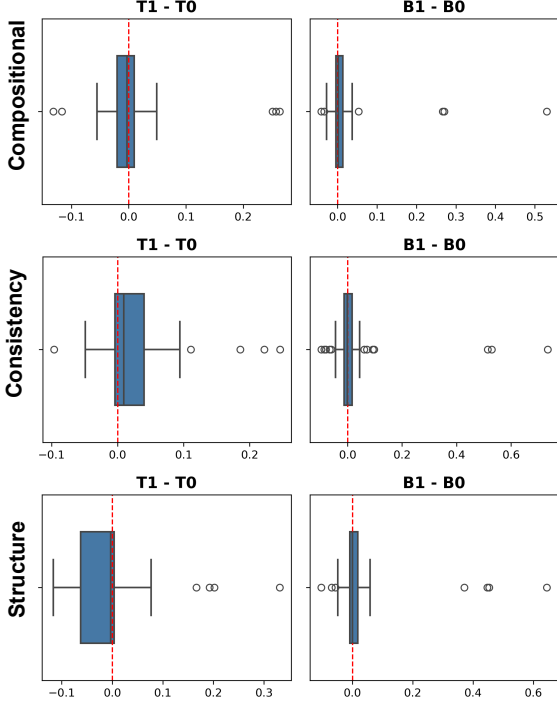 T1 - T0
B1 - B0
Compositional
−0.1 0.0 0.1 0.2
0.0 0.1 0.2 0.3 0.4 0.5
T1 - T0
B1 - B0
Consistency
−0.1 0.0 0.1 0.2
0.0 0.2 0.4 0.6
T1 - T0
B1 - B0
Structure
−0.1 0.0 0.1 0.2 0.3
0.0 0.2 0.4 0.6